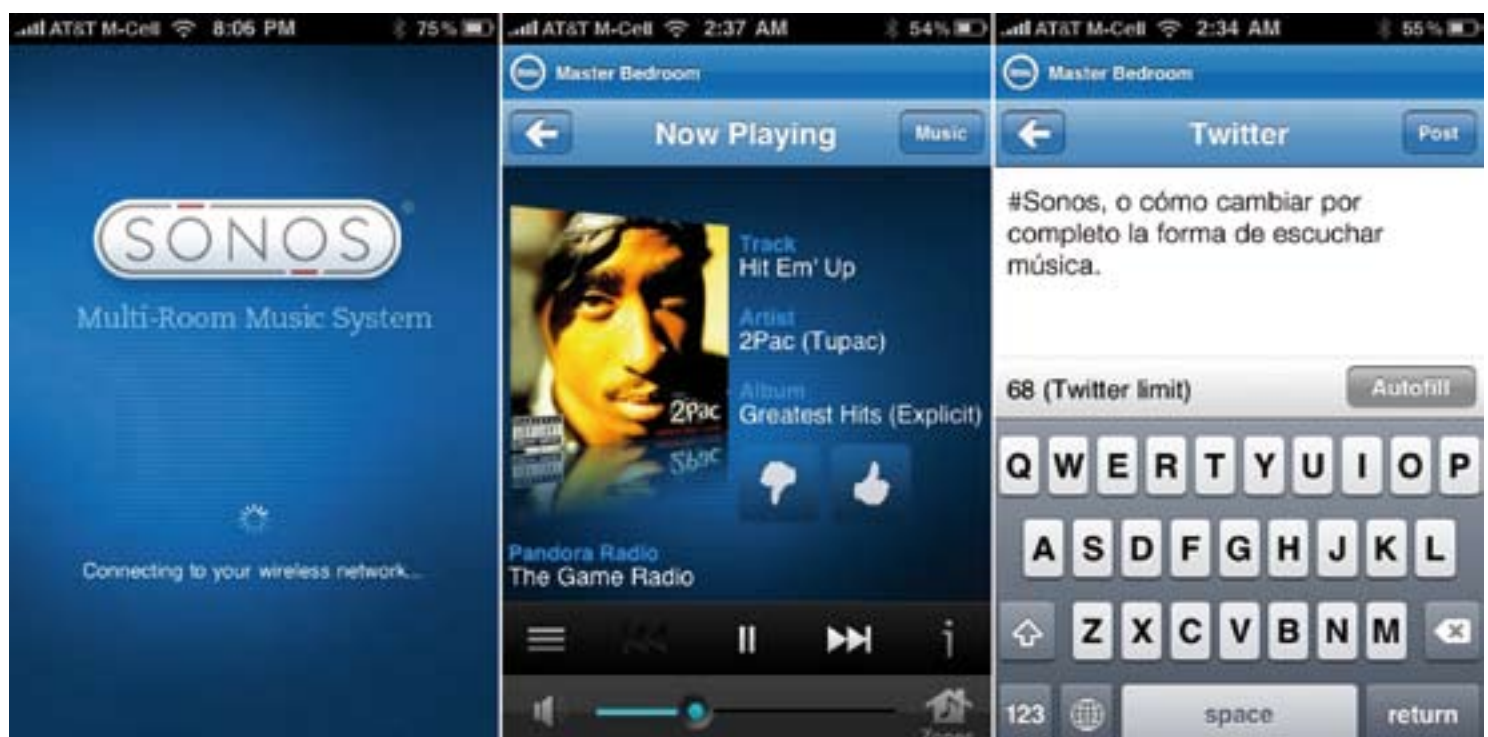 AT&T M-Cell 8:06 PM 75%
SONOS
Multi-Room Music System
Connecting to your wireless network...
AT&T M-Cell 2:37 AM 54%
Master Bedroom
Now Playing
Music
Track
Hit Em' Up
Artist
2Pac (Tupac)
Album
Greatest Hits (Explicit)
2Pac
Pandora Radio
The Game Radio
AT&T M-Cell 2:34 AM 55%
Master Bedroom
Twitter
Post
#Sonos, o cómo cambiar por
completo la forma de escuchar
música.
68 (Twitter limit)
Autofill
Q W E R T Y U I O P
A S D F G H J K L
Z X C V B N M
123 space return